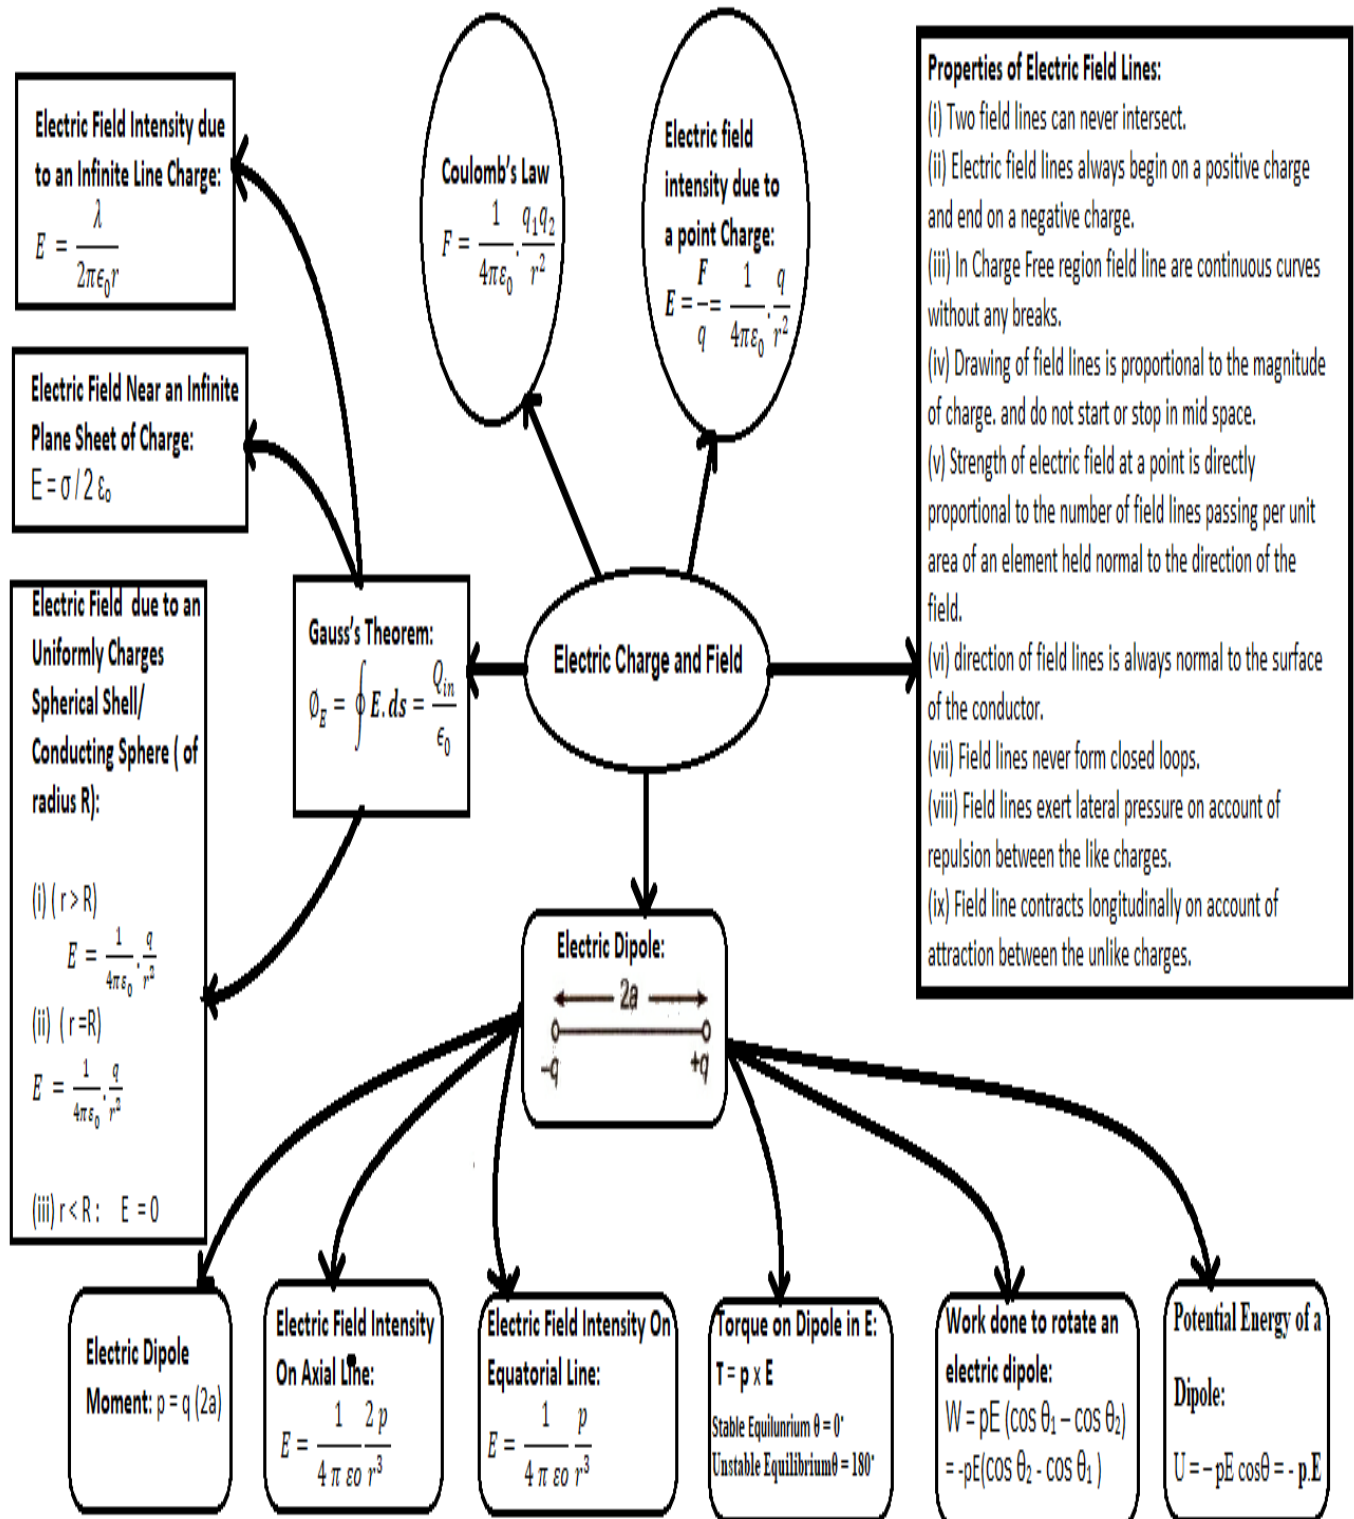 Electric Field Intensity due
to an Infinite Line Charge:
E = λ / 2πϵ₀r
Electric Field Near an Infinite
Plane Sheet of Charge:
E = σ / 2 ε₀
Electric Field due to an
Uniformly Charges
Spherical Shell/
Conducting Sphere ( of
radius R):
(i) ( r > R)
E = 1/4πε₀ . q/r²
(ii) ( r =R)
E = 1/4πε₀ . q/r²
(iii) r < R : E = 0
Coulomb's Law
F = 1/4πε₀ . q₁q₂/r²
Electric field
intensity due to
a point Charge:
E = F/q = 1/4πε₀ . q/r²
Gauss's Theorem:
∅_E = ∮ E. ds = Q_in/ϵ₀
Electric Charge and Field
Properties of Electric Field Lines:
(i) Two field lines can never intersect.
(ii) Electric field lines always begin on a positive charge
and end on a negative charge.
(iii) In Charge Free region field line are continuous curves
without any breaks.
(iv) Drawing of field lines is proportional to the magnitude
of charge. and do not start or stop in mid space.
(v) Strength of electric field at a point is directly
proportional to the number of field lines passing per unit
area of an element held normal to the direction of the
field.
(vi) direction of field lines is always normal to the surface
of the conductor.
(vii) Field lines never form closed loops.
(viii) Field lines exert lateral pressure on account of
repulsion between the like charges.
(ix) Field line contracts longitudinally on account of
attraction between the unlike charges.
Electric Dipole:
2a
-q +q
Electric Dipole
Moment: p = q (2a)
Electric Field Intensity
On Axial Line:
E = 1/4 π εo 2 p/r³
Electric Field Intensity On
Equatorial Line:
E = 1/4 π εo p/r³
Torque on Dipole in E:
T = p x E
Stable Equilunrium θ = 0°
Unstable Equilibriumθ = 180°
Work done to rotate an
electric dipole:
W = pE (cos θ₁ – cos θ₂)
= -pE(cos θ₂ - cos θ₁ )
Potential Energy of a
Dipole:
U = – pE cosθ = - p.E